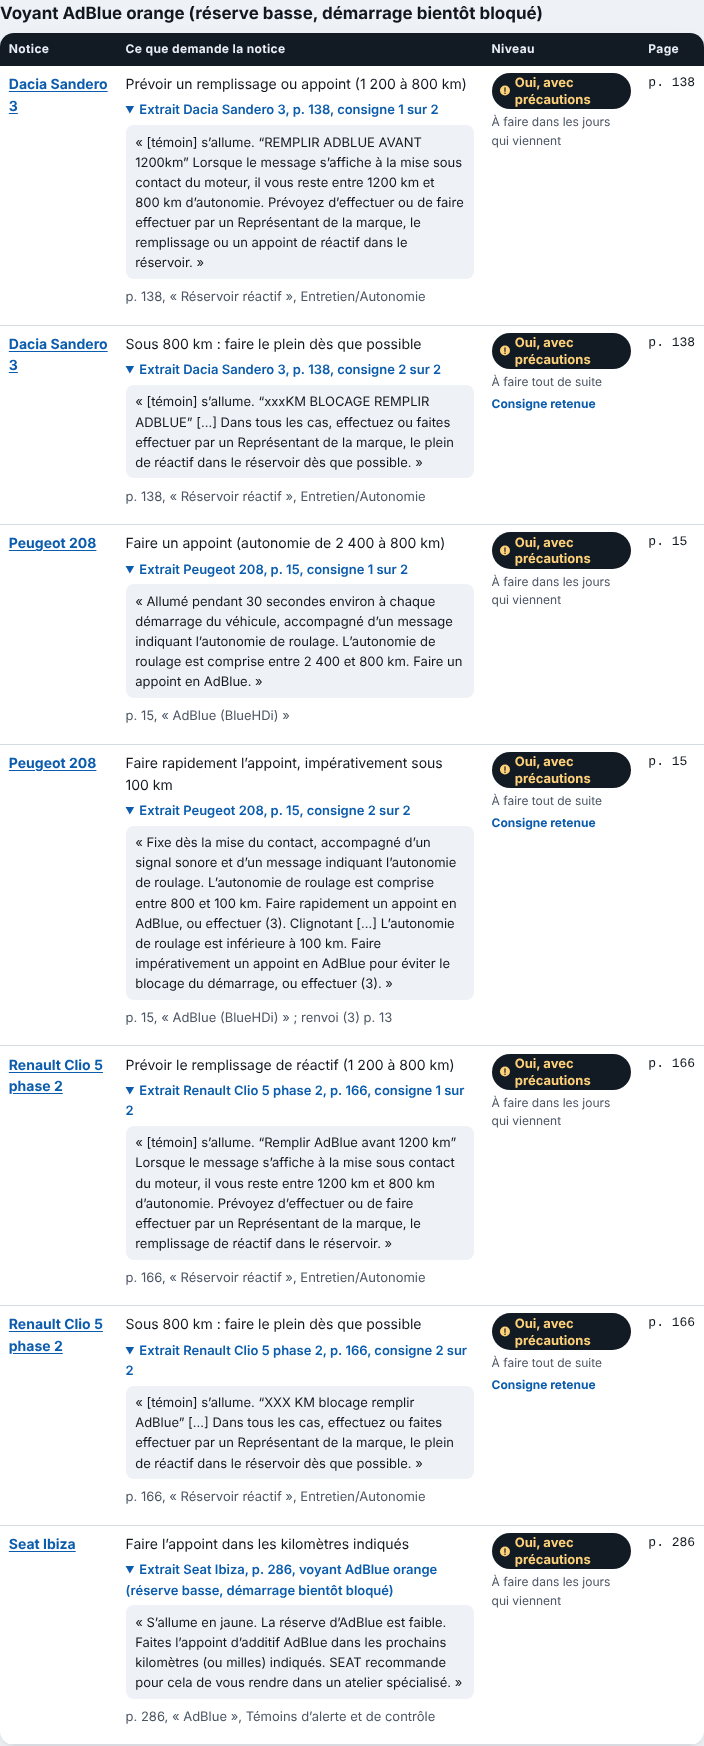 Voyant AdBlue orange (réserve basse, démarrage bientôt bloqué)
Notice Ce que demande la notice Niveau Page
Dacia Sandero
3
Prévoir un remplissage ou appoint (1 200 à 800 km)
▼ Extrait Dacia Sandero 3, p. 138, consigne 1 sur 2
« [témoin] s’allume. “REMPLIR ADBLUE AVANT
1200km” Lorsque le message s’affiche à la mise sous
contact du moteur, il vous reste entre 1200 km et
800 km d’autonomie. Prévoyez d’effectuer ou de faire
effectuer par un Représentant de la marque, le
remplissage ou un appoint de réactif dans le
réservoir. »
p. 138, « Réservoir réactif », Entretien/Autonomie
Oui, avec
précautions
À faire dans les jours
qui viennent
p. 138
Dacia Sandero
3
Sous 800 km : faire le plein dès que possible
▼ Extrait Dacia Sandero 3, p. 138, consigne 2 sur 2
« [témoin] s’allume. “xxxKM BLOCAGE REMPLIR
ADBLUE” [...] Dans tous les cas, effectuez ou faites
effectuer par un Représentant de la marque, le plein
de réactif dans le réservoir dès que possible. »
p. 138, « Réservoir réactif », Entretien/Autonomie
Oui, avec
précautions
À faire tout de suite
Consigne retenue
p. 138
Peugeot 208
Faire un appoint (autonomie de 2 400 à 800 km)
▼ Extrait Peugeot 208, p. 15, consigne 1 sur 2
« Allumé pendant 30 secondes environ à chaque
démarrage du véhicule, accompagné d’un message
indiquant l’autonomie de roulage. L’autonomie de
roulage est comprise entre 2 400 et 800 km. Faire un
appoint en AdBlue. »
p. 15, « AdBlue (BlueHDi) »
Oui, avec
précautions
À faire dans les jours
qui viennent
p. 15
Peugeot 208
Faire rapidement l’appoint, impérativement sous
100 km
▼ Extrait Peugeot 208, p. 15, consigne 2 sur 2
« Fixe dès la mise du contact, accompagné d’un
signal sonore et d’un message indiquant l’autonomie
de roulage. L’autonomie de roulage est comprise
entre 800 et 100 km. Faire rapidement un appoint en
AdBlue, ou effectuer (3). Clignotant [...] L’autonomie
de roulage est inférieure à 100 km. Faire
impérativement un appoint en AdBlue pour éviter le
blocage du démarrage, ou effectuer (3). »
p. 15, « AdBlue (BlueHDi) » ; renvoi (3) p. 13
Oui, avec
précautions
À faire tout de suite
Consigne retenue
p. 15
Renault Clio 5
phase 2
Prévoir le remplissage de réactif (1 200 à 800 km)
▼ Extrait Renault Clio 5 phase 2, p. 166, consigne 1 sur
2
« [témoin] s’allume. “Remplir AdBlue avant 1200 km”
Lorsque le message s’affiche à la mise sous contact
du moteur, il vous reste entre 1200 km et 800 km
d’autonomie. Prévoyez d’effectuer ou de faire
effectuer par un Représentant de la marque, le
remplissage de réactif dans le réservoir. »
p. 166, « Réservoir réactif », Entretien/Autonomie
Oui, avec
précautions
À faire dans les jours
qui viennent
p. 166
Renault Clio 5
phase 2
Sous 800 km : faire le plein dès que possible
▼ Extrait Renault Clio 5 phase 2, p. 166, consigne 2 sur
2
« [témoin] s’allume. “XXX KM blocage remplir
AdBlue” [...] Dans tous les cas, effectuez ou faites
effectuer par un Représentant de la marque, le plein
de réactif dans le réservoir dès que possible. »
p. 166, « Réservoir réactif », Entretien/Autonomie
Oui, avec
précautions
À faire tout de suite
Consigne retenue
p. 166
Seat Ibiza
Faire l’appoint dans les kilomètres indiqués
▼ Extrait Seat Ibiza, p. 286, voyant AdBlue orange
(réserve basse, démarrage bientôt bloqué)
« S’allume en jaune. La réserve d’AdBlue est faible.
Faites l’appoint d’additif AdBlue dans les prochains
kilomètres (ou milles) indiqués. SEAT recommande
pour cela de vous rendre dans un atelier spécialisé. »
p. 286, « AdBlue », Témoins d’alerte et de contrôle
Oui, avec
précautions
À faire dans les jours
qui viennent
p. 286